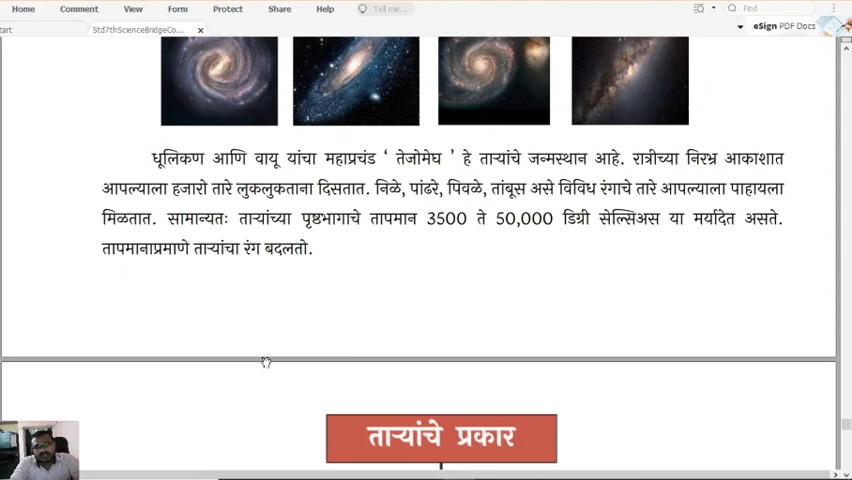 Home Comment View Form Protect Share Help Tell me... Find
Std7thScienceBridgeCo... eSign PDF Docs
धूलिकण आणि वायू यांचा महाप्रचंड ‘ तेजोमेघ ’ हे ताऱ्यांचे जन्मस्थान आहे. रात्रीच्या निरभ्र आकाशात
आपल्याला हजारो तारे लुकलुकताना दिसतात. निळे, पांढरे, पिवळे, तांबूस असे विविध रंगाचे तारे आपल्याला पाहायला
मिळतात. सामान्यतः ताऱ्यांच्या पृष्ठभागाचे तापमान 3500 ते 50,000 डिग्री सेल्सिअस या मर्यादेत असते.
तापमानाप्रमाणे ताऱ्यांचा रंग बदलतो.
ताऱ्यांचे प्रकार